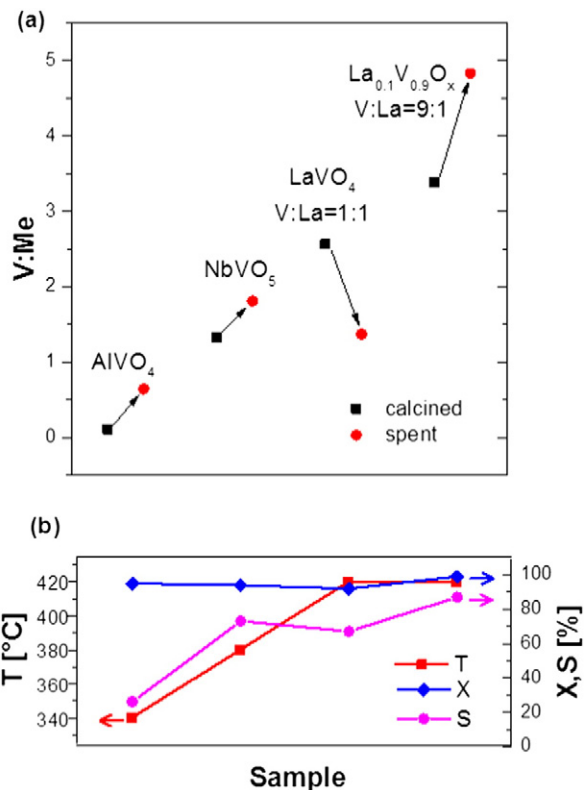 (a)
5
4
3
2
1
0
V:Me
AlVO₄
NbVO₅
LaVO₄
V:La=1:1
La₀.₁V₀.₉Oₓ
V:La=9:1
calcined
spent
(b)
420
400
380
360
340
T [°C]
100
80
60
40
20
0
X,S [%]
T
X
S
Sample